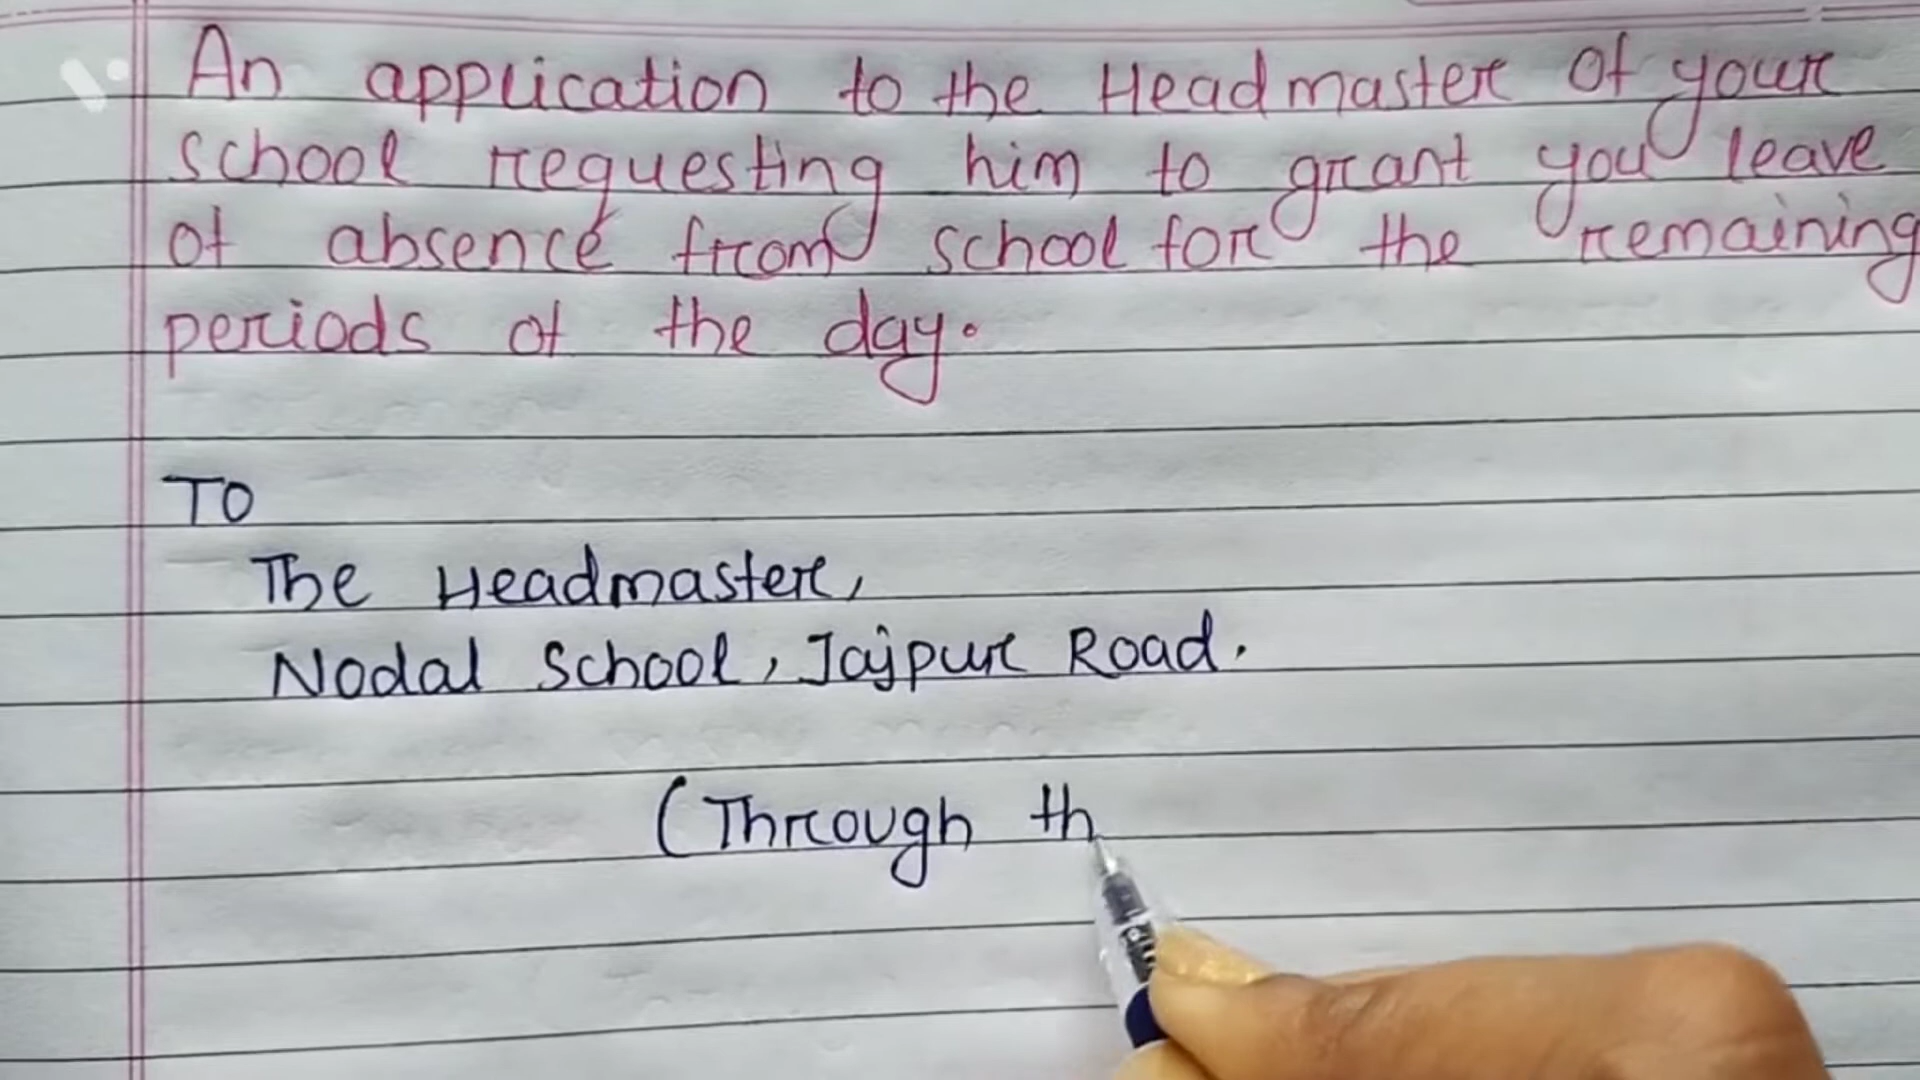 An application to the Headmaster of your
school requesting him to grant you leave
of absence from school for the remaining
periods of the day.
To
The Headmaster,
Nodal School, Jajpur Road.
(Through th